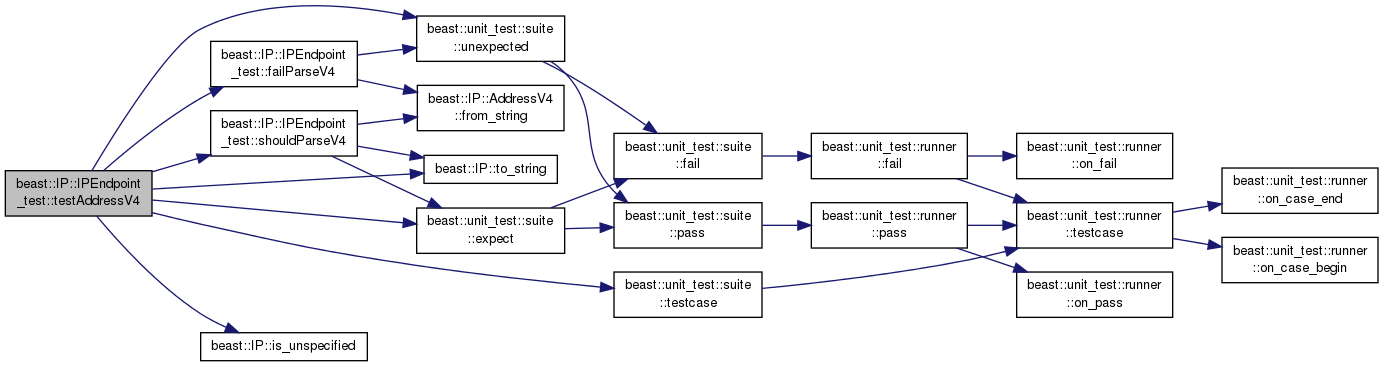 beast::IP::IPEndpoint
_test::testAddressV4
beast::IP::IPEndpoint
_test::failParseV4
beast::IP::IPEndpoint
_test::shouldParseV4
beast::IP::is_unspecified
beast::unit_test::suite
::unexpected
beast::IP::AddressV4
::from_string
beast::IP::to_string
beast::unit_test::suite
::expect
beast::unit_test::suite
::fail
beast::unit_test::suite
::pass
beast::unit_test::suite
::testcase
beast::unit_test::runner
::fail
beast::unit_test::runner
::pass
beast::unit_test::runner
::on_fail
beast::unit_test::runner
::testcase
beast::unit_test::runner
::on_pass
beast::unit_test::runner
::on_case_end
beast::unit_test::runner
::on_case_begin